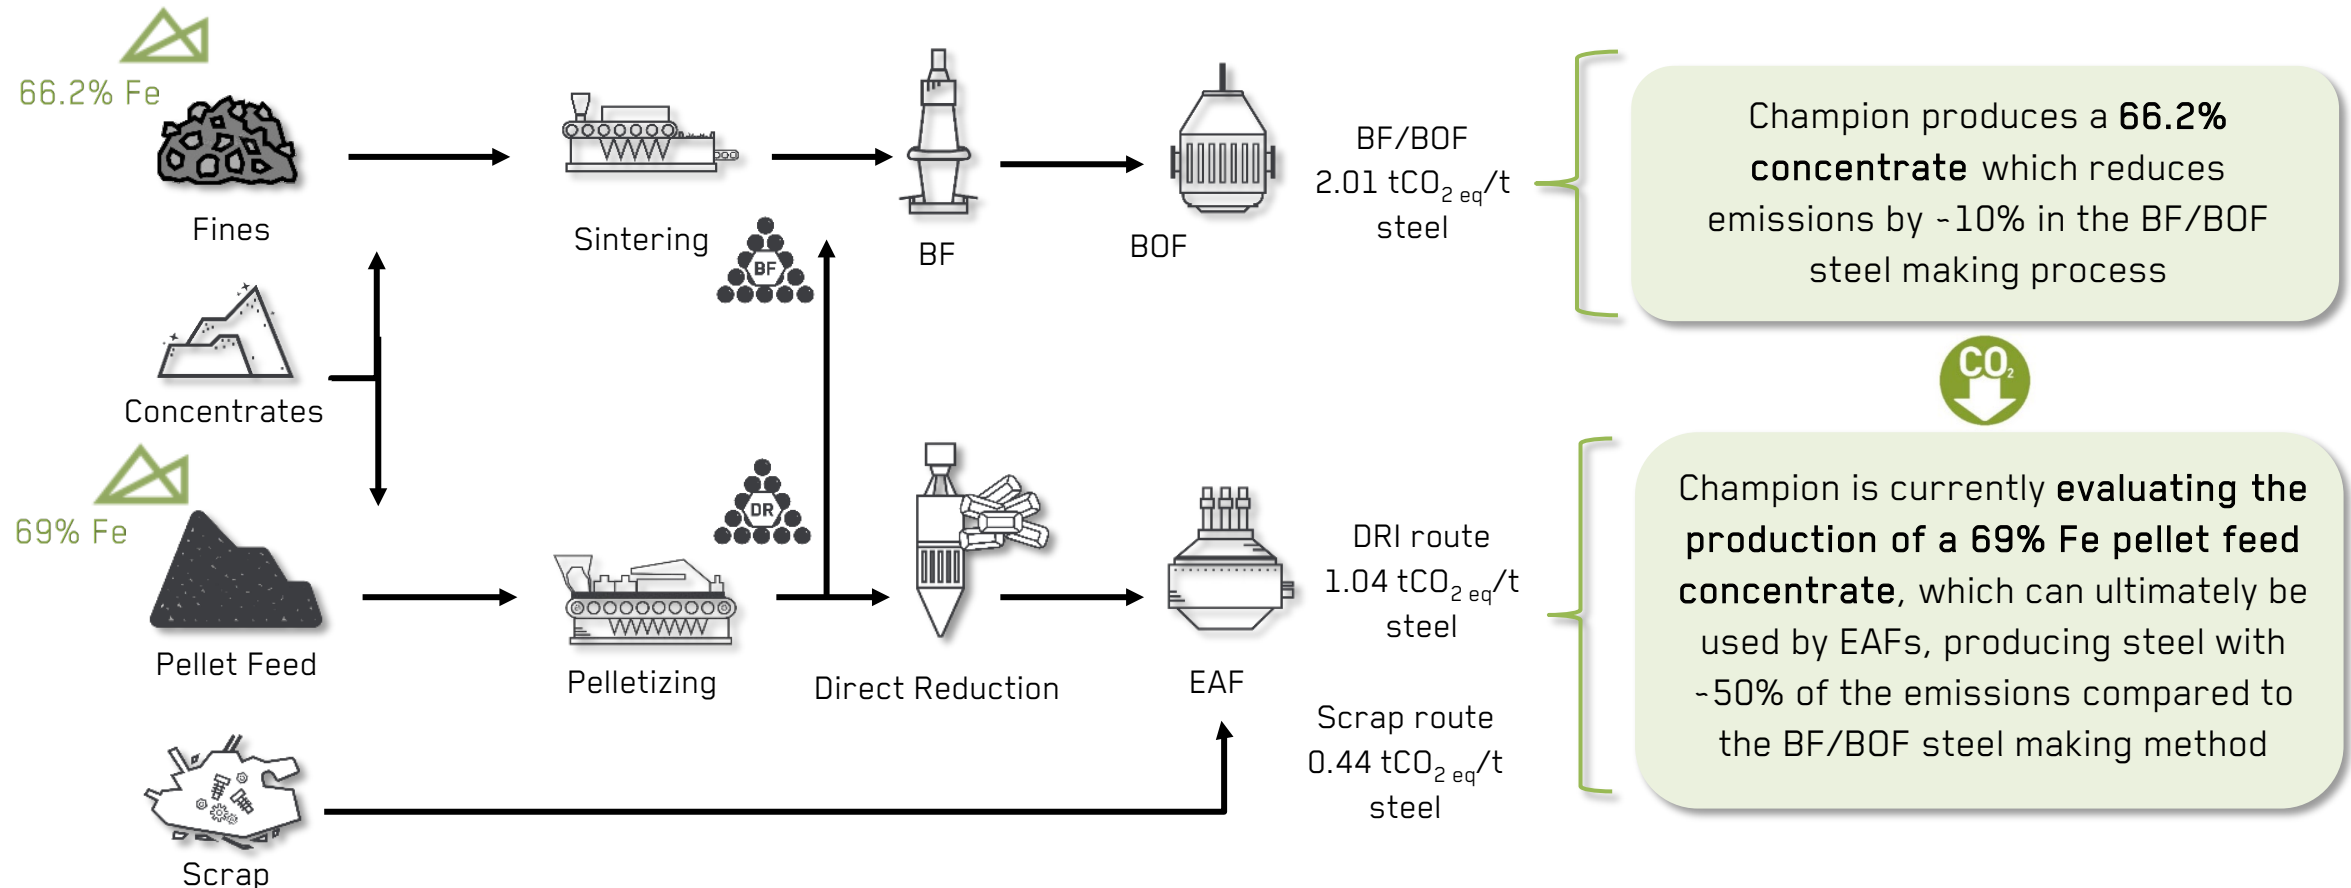 66.2% Fe
Fines
Sintering
BF
BF
BOF
BF/BOF
2.01 tCO2 eq/t
steel
Champion produces a 66.2%
concentrate which reduces
emissions by ~10% in the BF/BOF
steel making process
Concentrates
CO2
69% Fe
Pellet Feed
Pelletizing
DR
Direct Reduction
EAF
DRI route
1.04 tCO2 eq/t
steel
Scrap route
0.44 tCO2 eq/t
steel
Champion is currently evaluating the
production of a 69% Fe pellet feed
concentrate, which can ultimately be
used by EAFs, producing steel with
~50% of the emissions compared to
the BF/BOF steel making method
Scrap